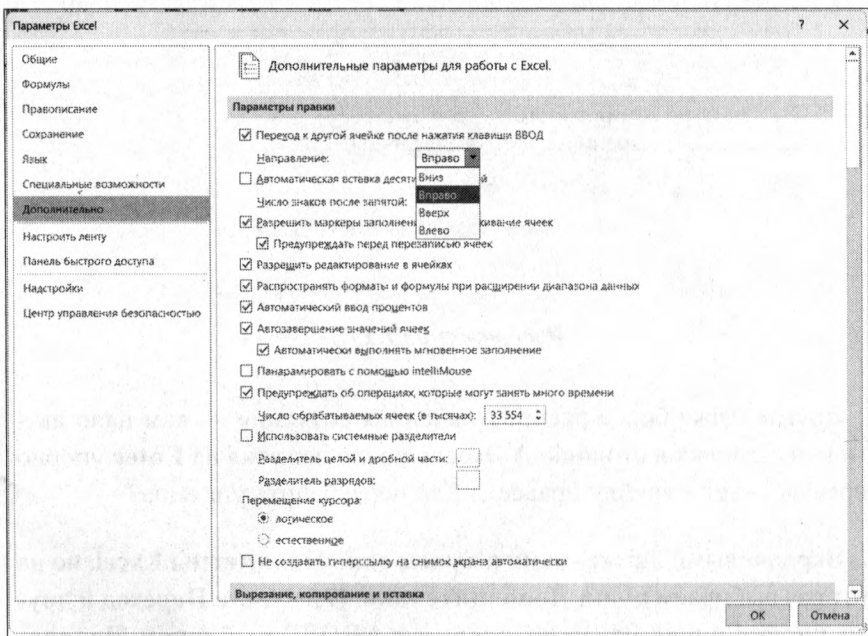 Параметры Excel ? ×
Общие
Формулы
Правописание
Сохранение
Язык
Специальные возможности
Дополнительно
Настроить ленту
Панель быстрого доступа
Надстройки
Центр управления безопасностью
Дополнительные параметры для работы с Excel.
Параметры правки
Переход к другой ячейке после нажатия клавиши ВВОД
Направление: Вправо
Вниз
Вправо
Вверх
Влево
Автоматическая вставка
Число знаков после запятой:
Разрешить маркеры ячеек
Предупреждать перед перезаписью ячеек
Разрешить редактирование в ячейках
Распространять форматы и формулы при расширении диапазона данных
Автоматический ввод процентов
Автозавершение значений ячеек
Автоматически выполнять мгновенное заполнение
Панарамировать с помощью IntelliMouse
Предупреждать об операциях, которые могут занять много времени
Число обрабатываемых ячеек (в тысячах): 33 554
Использовать системные разделители
Разделитель целой и дробной части: .
Разделитель разрядов:
Перемещение курсора:
логическое
естественное
Не создавать гиперссылку на снимок экрана автоматически
Вырезание, копирование и вставка
ОК Отмена